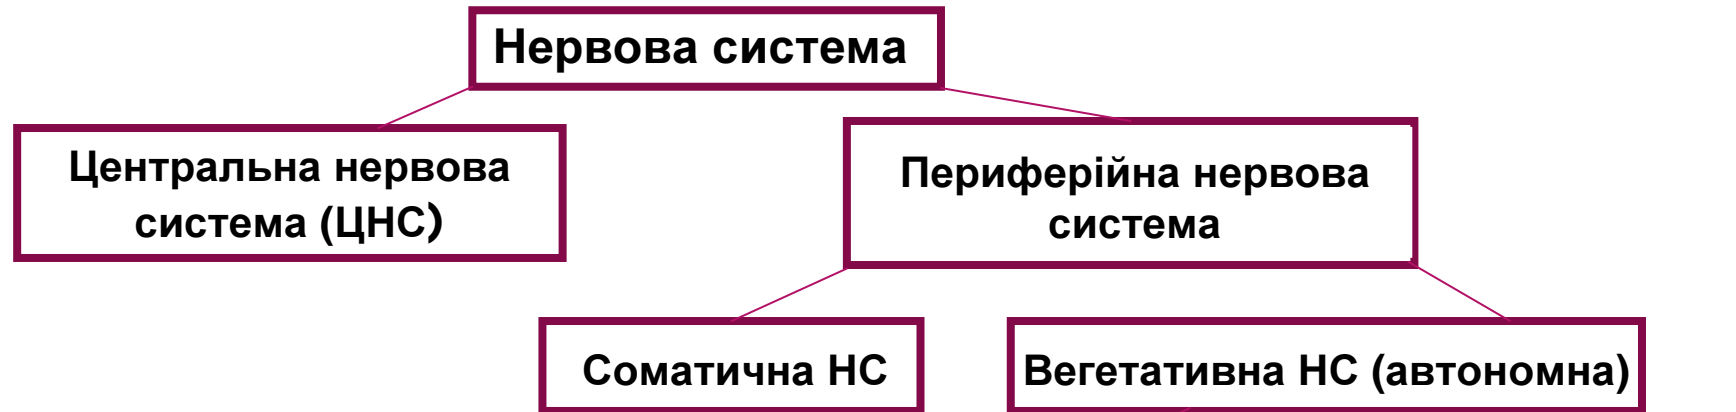 Нервова система
Центральна нервова
система (ЦНС)
Периферійна нервова
система
Соматична НС
Вегетативна НС (автономна)